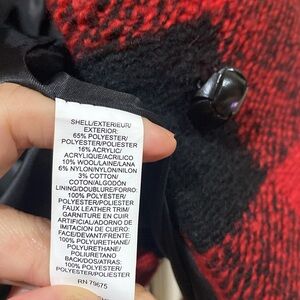 SHELL/EXTERIEUR/
EXTERIOR:
65% POLYESTER/
POLYESTER/POLIESTER
16% ACRYLIC/
ACRYLIQUE/ACRILICO
10% WOOL/LAINE/LANA
6% NYLON/NYLON/NILON
3% COTTON/
COTON/ALGODÓN
LINING/DOUBLURE/FORRO:
100% POLYESTER/
POLYESTER/POLIESTER
FAUX LEATHER TRIM/
GARNITURE EN CUIR
ARTIFICIAL/ADORNO DE
IMITACION DE CUERO:
FACE/DEVANT/FRENTE:
100% POLYURETHANE/
POLYURETHANE/
POLIURETANO
BACK/DOS/ATRAS:
100% POLYESTER/
POLYESTER/POLIESTER
RN 79675